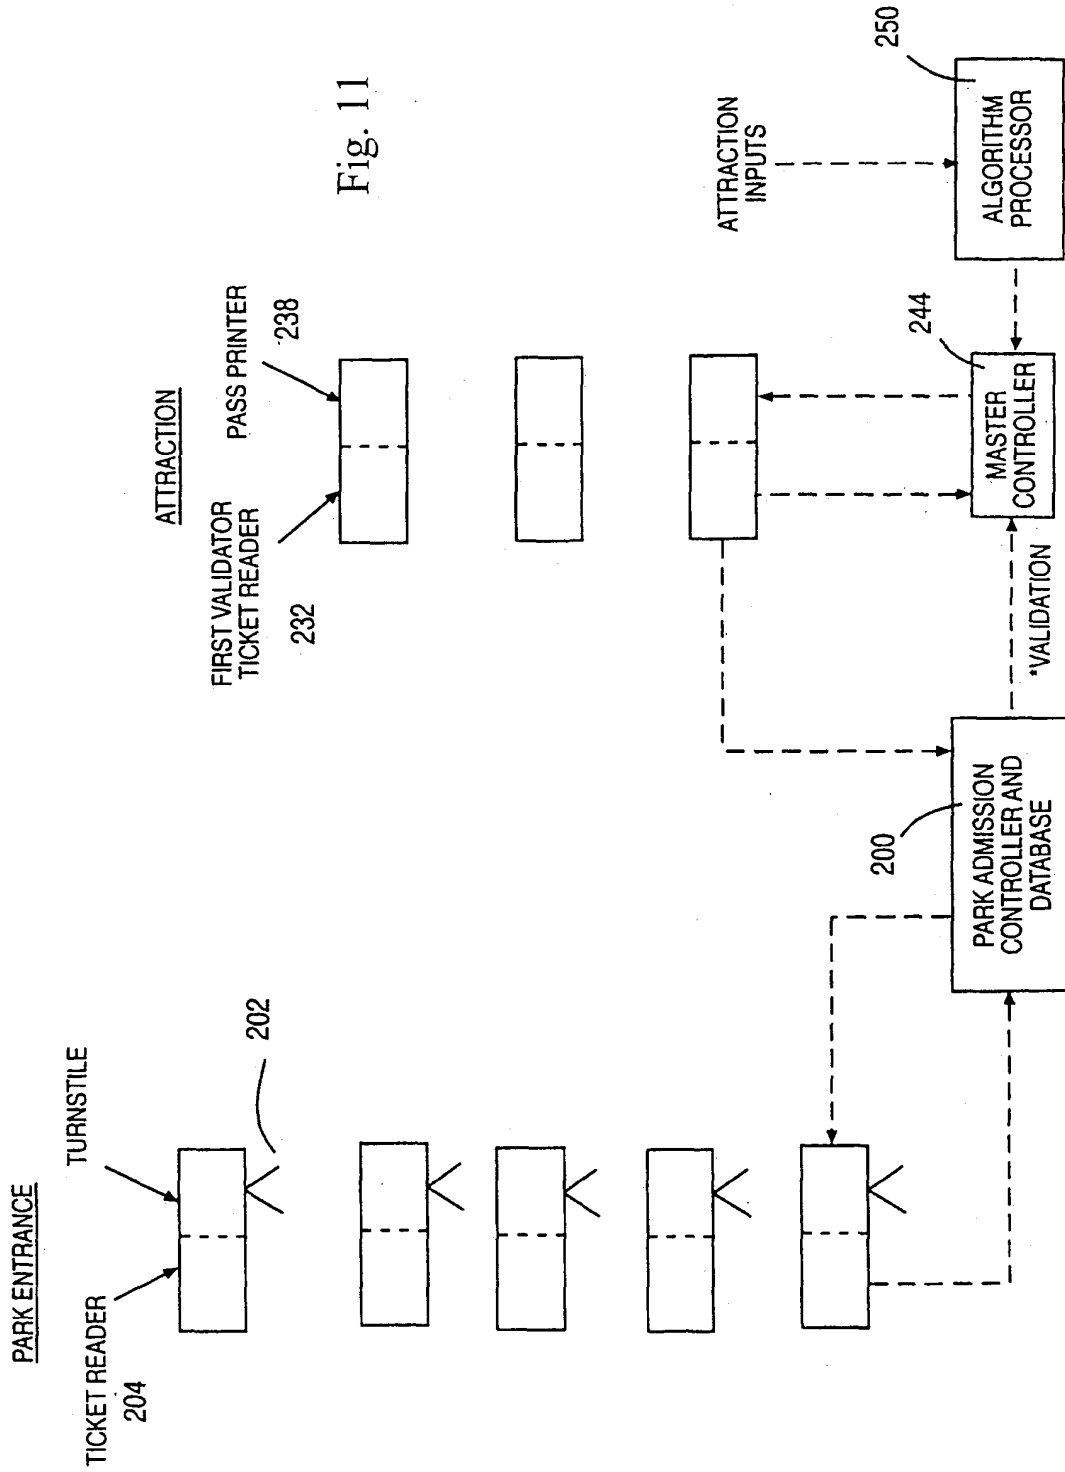 PARK ENTRANCE
TICKET READER
204
TURNSTILE
202
ATTRACTION
FIRST VALIDATOR
TICKET READER
232
PASS PRINTER
238
Fig. 11
PARK ADMISSION
CONTROLLER AND
DATABASE
200
*VALIDATION
MASTER
CONTROLLER
244
ATTRACTION
INPUTS
ALGORITHM
PROCESSOR
250